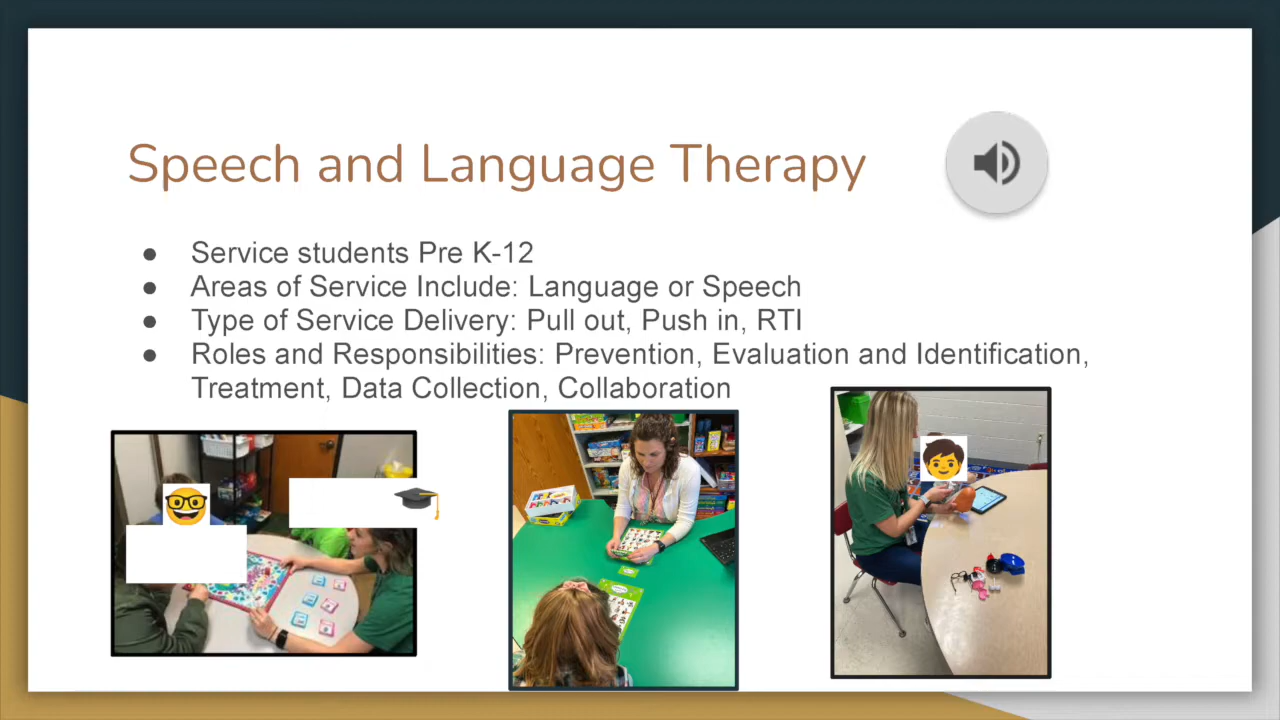 Speech and Language Therapy
● Service students Pre K-12
● Areas of Service Include: Language or Speech
● Type of Service Delivery: Pull out, Push in, RTI
● Roles and Responsibilities: Prevention, Evaluation and Identification,
Treatment, Data Collection, Collaboration